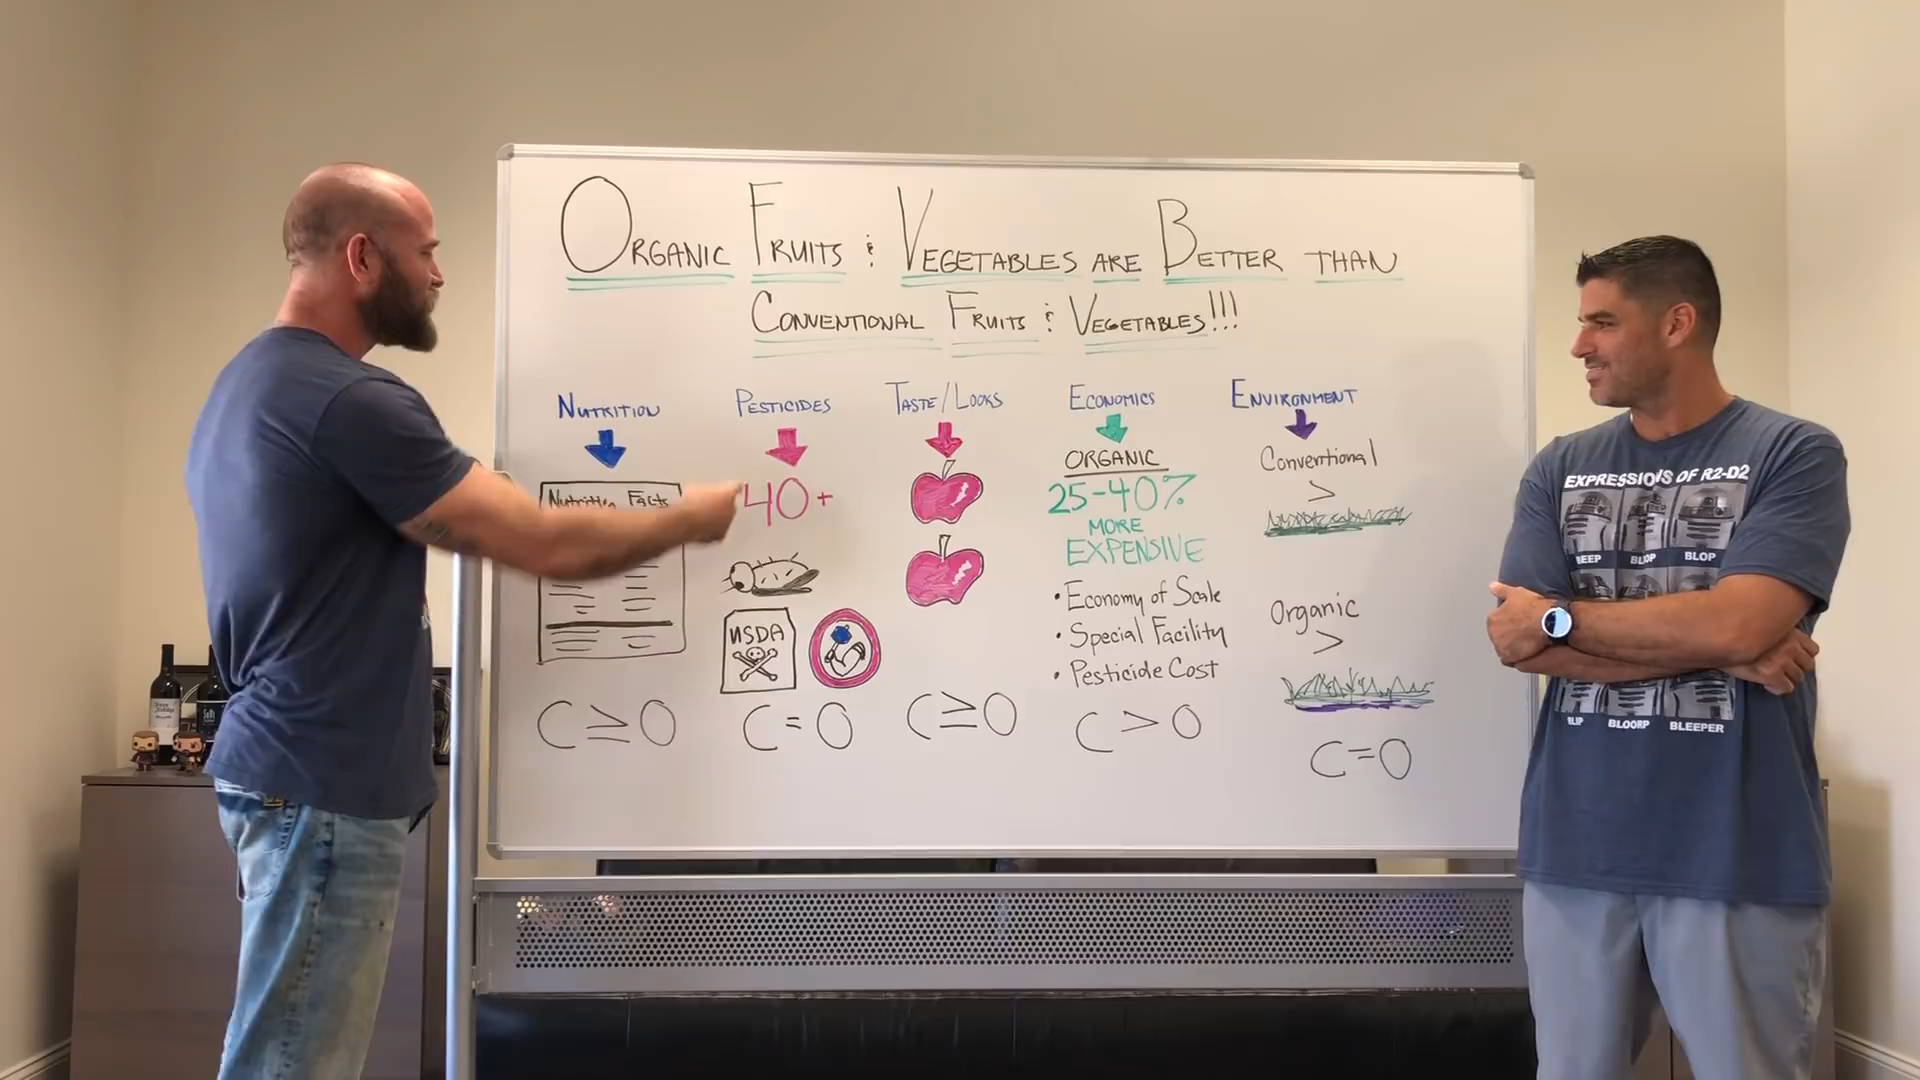 ORGANIC FRUITS & VEGETABLES ARE BETTER THAN
CONVENTIONAL FRUITS & VEGETABLES!!!
NUTRITION
Nutrition Facts
C ≥ O
PESTICIDES
40+
USDA
C = O
TASTE/LOOKS
C ≥ O
ECONOMICS
ORGANIC
25-40%
MORE
EXPENSIVE
• Economy of Scale
• Special Facility
• Pesticide Cost
C > O
ENVIRONMENT
Conventional
>
Organic
>
C = O
EXPRESSIONS OF R2-D2
BEEP BLOOP BLOP
BLIP BLOORP BLEEPER